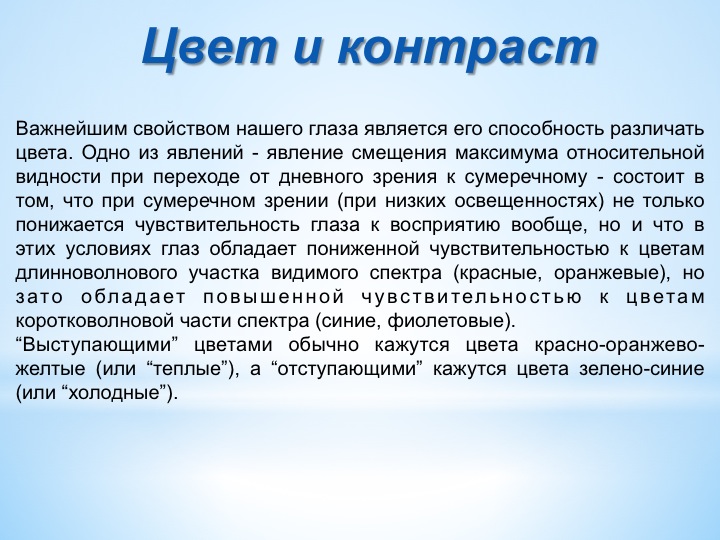 Цвет и контраст
Важнейшим свойством нашего глаза является его способность различать
цвета. Одно из явлений - явление смещения максимума относительной
видности при переходе от дневного зрения к сумеречному - состоит в
том, что при сумеречном зрении (при низких освещенностях) не только
понижается чувствительность глаза к восприятию вообще, но и что в
этих условиях глаз обладает пониженной чувствительностью к цветам
длинноволнового участка видимого спектра (красные, оранжевые), но
зато обладает повышенной чувствительностью к цветам
коротковолновой части спектра (синие, фиолетовые).
“Выступающими” цветами обычно кажутся цвета красно-оранжево-
желтые (или “теплые”), а “отступающими” кажутся цвета зелено-синие
(или “холодные”).